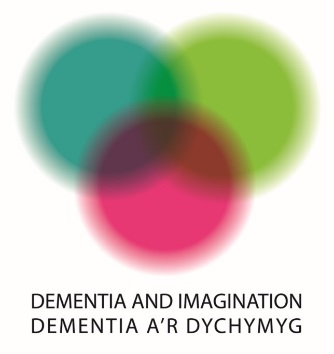 DEMENTIA AND IMAGINATION
DEMENTIA A'R DYCHYMYG